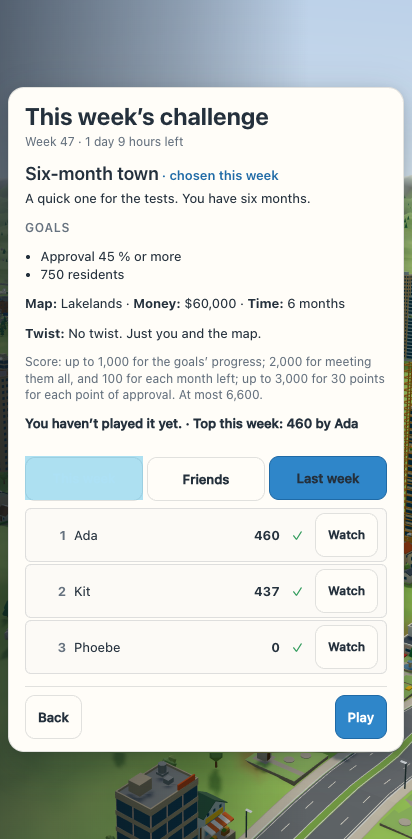 This week's challenge
Week 47 · 1 day 9 hours left
Six-month town · chosen this week
A quick one for the tests. You have six months.
GOALS
• Approval 45 % or more
• 750 residents
Map: Lakelands · Money: $60,000 · Time: 6 months
Twist: No twist. Just you and the map.
Score: up to 1,000 for the goals' progress; 2,000 for meeting
them all, and 100 for each month left; up to 3,000 for 30 points
for each point of approval. At most 6,600.
You haven't played it yet. · Top this week: 460 by Ada
Friends Last week
1 Ada 460 ✓ Watch
2 Kit 437 ✓ Watch
3 Phoebe 0 ✓ Watch
Back Play